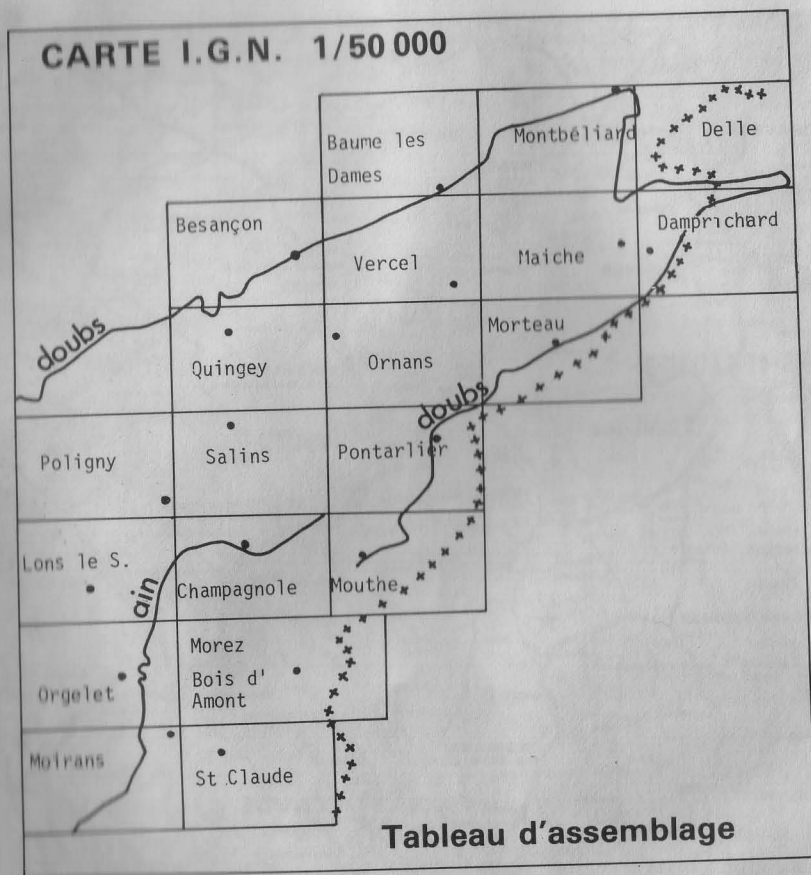 CARTE I.G.N. 1/50 000
Baume les
Dames
Montbéliard
Delle
Besançon
Vercel
Maiche
Damprichard
doubs
Quingey
Ornans
Morteau
doubs
Poligny
Salins
Pontarlier
Lons le S.
ain
Champagnole
Mouthe
Orgelet
Morez
Bois d'
Amont
Moirans
St Claude
Tableau d'assemblage